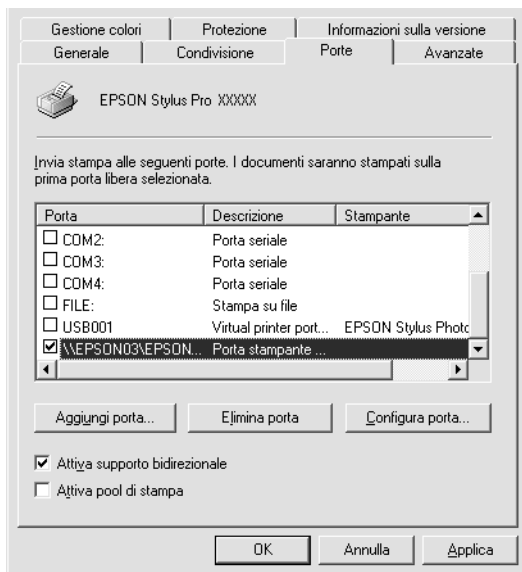 Gestione colori Protezione Informazioni sulla versione
Generale Condivisione Porte Avanzate
EPSON Stylus Pro XXXXX
Invia stampa alle seguenti porte. I documenti saranno stampati sulla
prima porta libera selezionata.
Porta Descrizione Stampante
COM2: Porta seriale
COM3: Porta seriale
COM4: Porta seriale
FILE: Stampa su file
USB001 Virtual printer port... EPSON Stylus Photo
\\EPSON03\EPSON... Porta stampante ...
Aggiungi porta... Elimina porta Configura porta...
Attiva supporto bidirezionale
Attiva pool di stampa
OK Annulla Applica